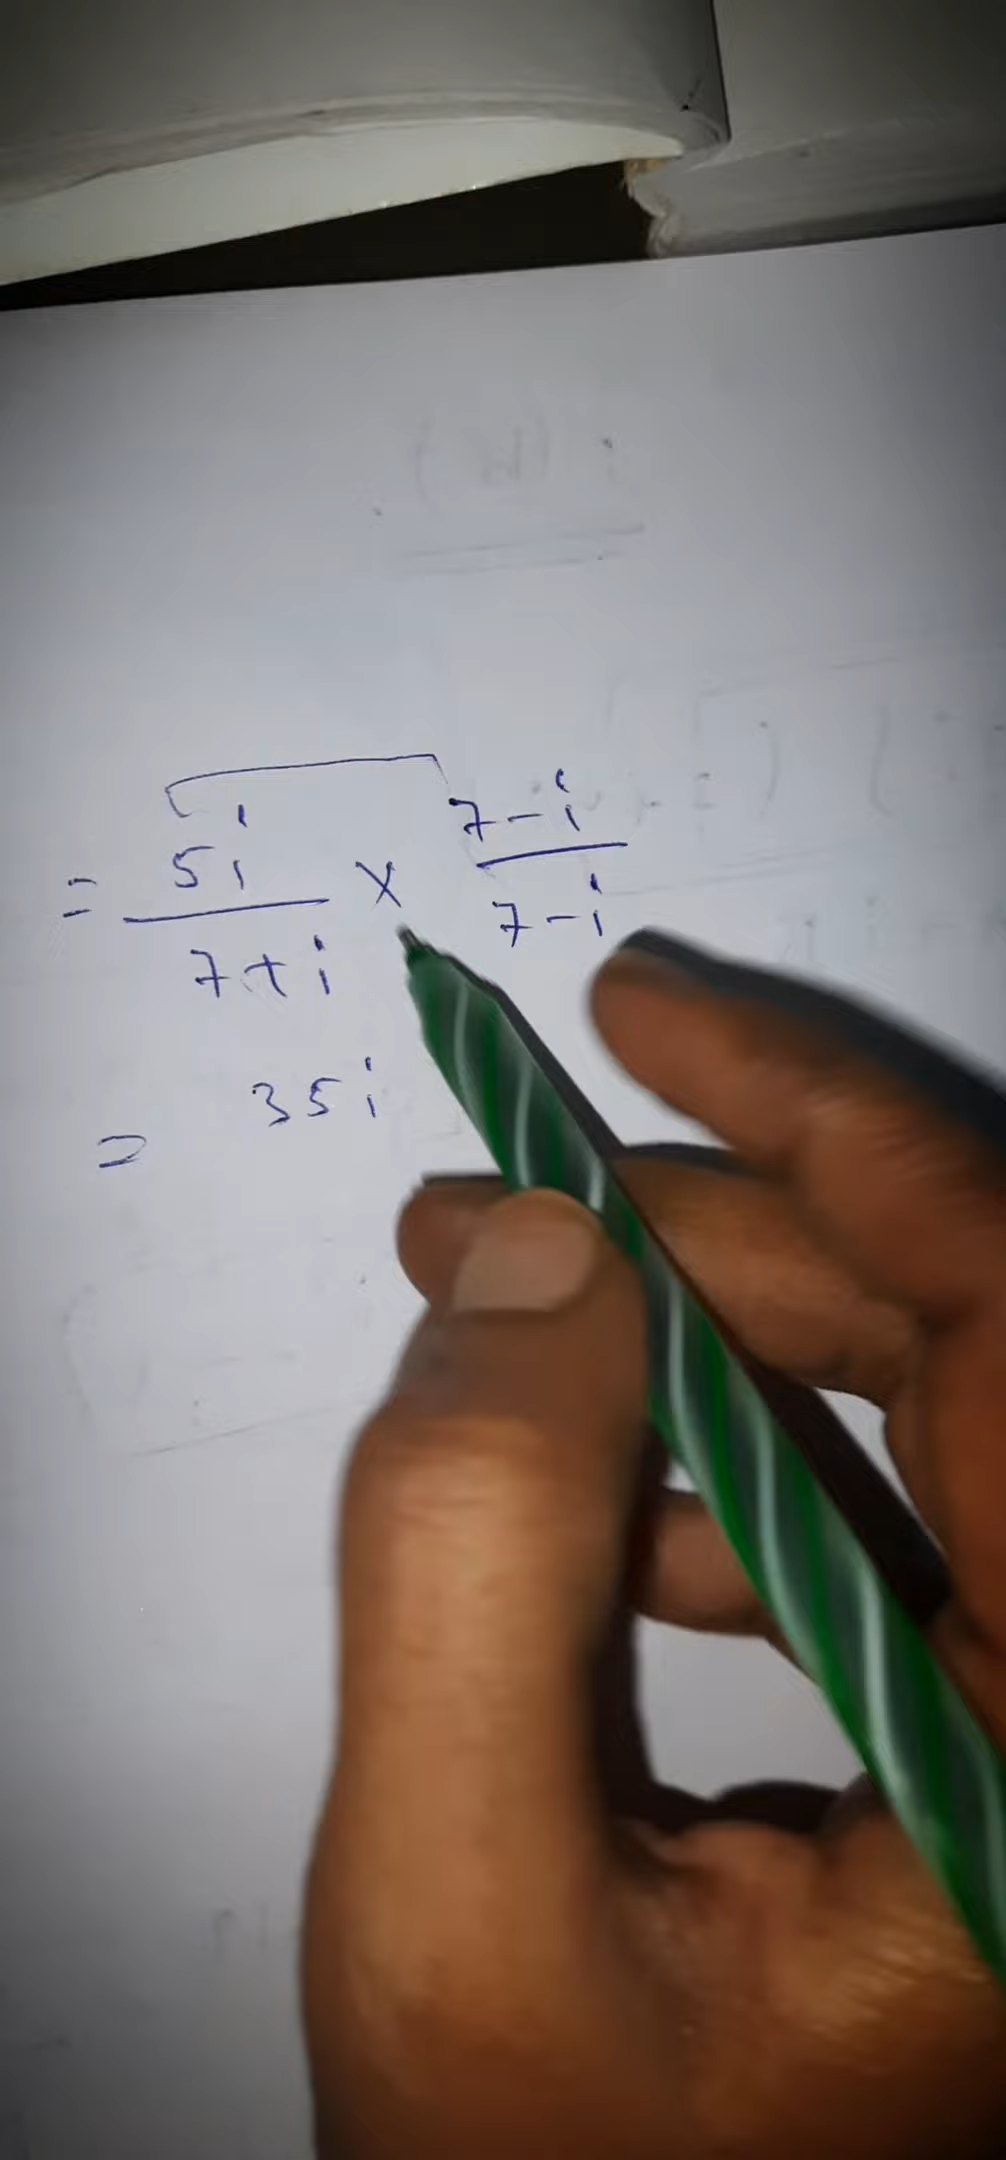 = 5i / 7+i × 7-i / 7-i
= 35i